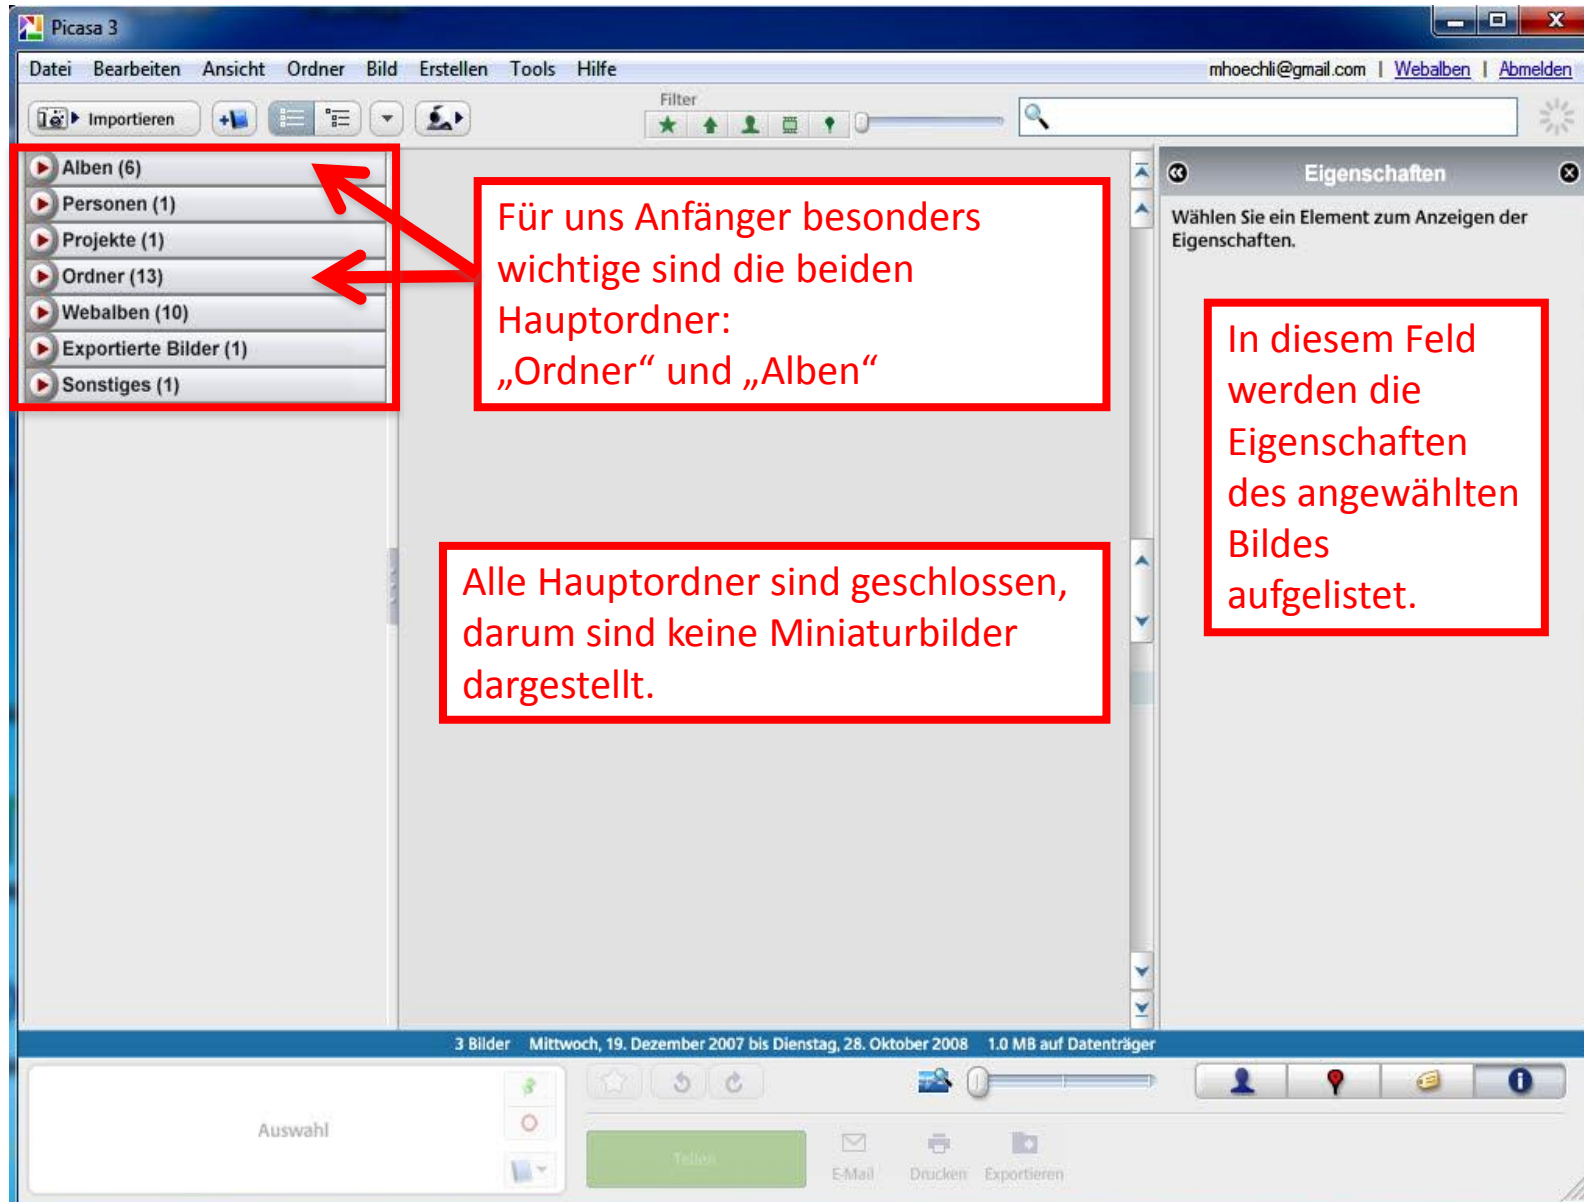 Picasa 3
Datei Bearbeiten Ansicht Ordner Bild Erstellen Tools Hilfe
mhoechli@gmail.com | Webalben | Abmelden
Importieren
Filter
Alben (6)
Personen (1)
Projekte (1)
Ordner (13)
Webalben (10)
Exportierte Bilder (1)
Sonstiges (1)
Für uns Anfänger besonders
wichtige sind die beiden
Hauptordner:
„Ordner“ und „Alben“
Alle Hauptordner sind geschlossen,
darum sind keine Miniaturbilder
dargestellt.
Eigenschaften
Wählen Sie ein Element zum Anzeigen der
Eigenschaften.
In diesem Feld
werden die
Eigenschaften
des angewählten
Bildes
aufgelistet.
3 Bilder Mittwoch, 19. Dezember 2007 bis Dienstag, 28. Oktober 2008 1.0 MB auf Datenträger
Auswahl
Teilen
E-Mail Drucken Exportieren